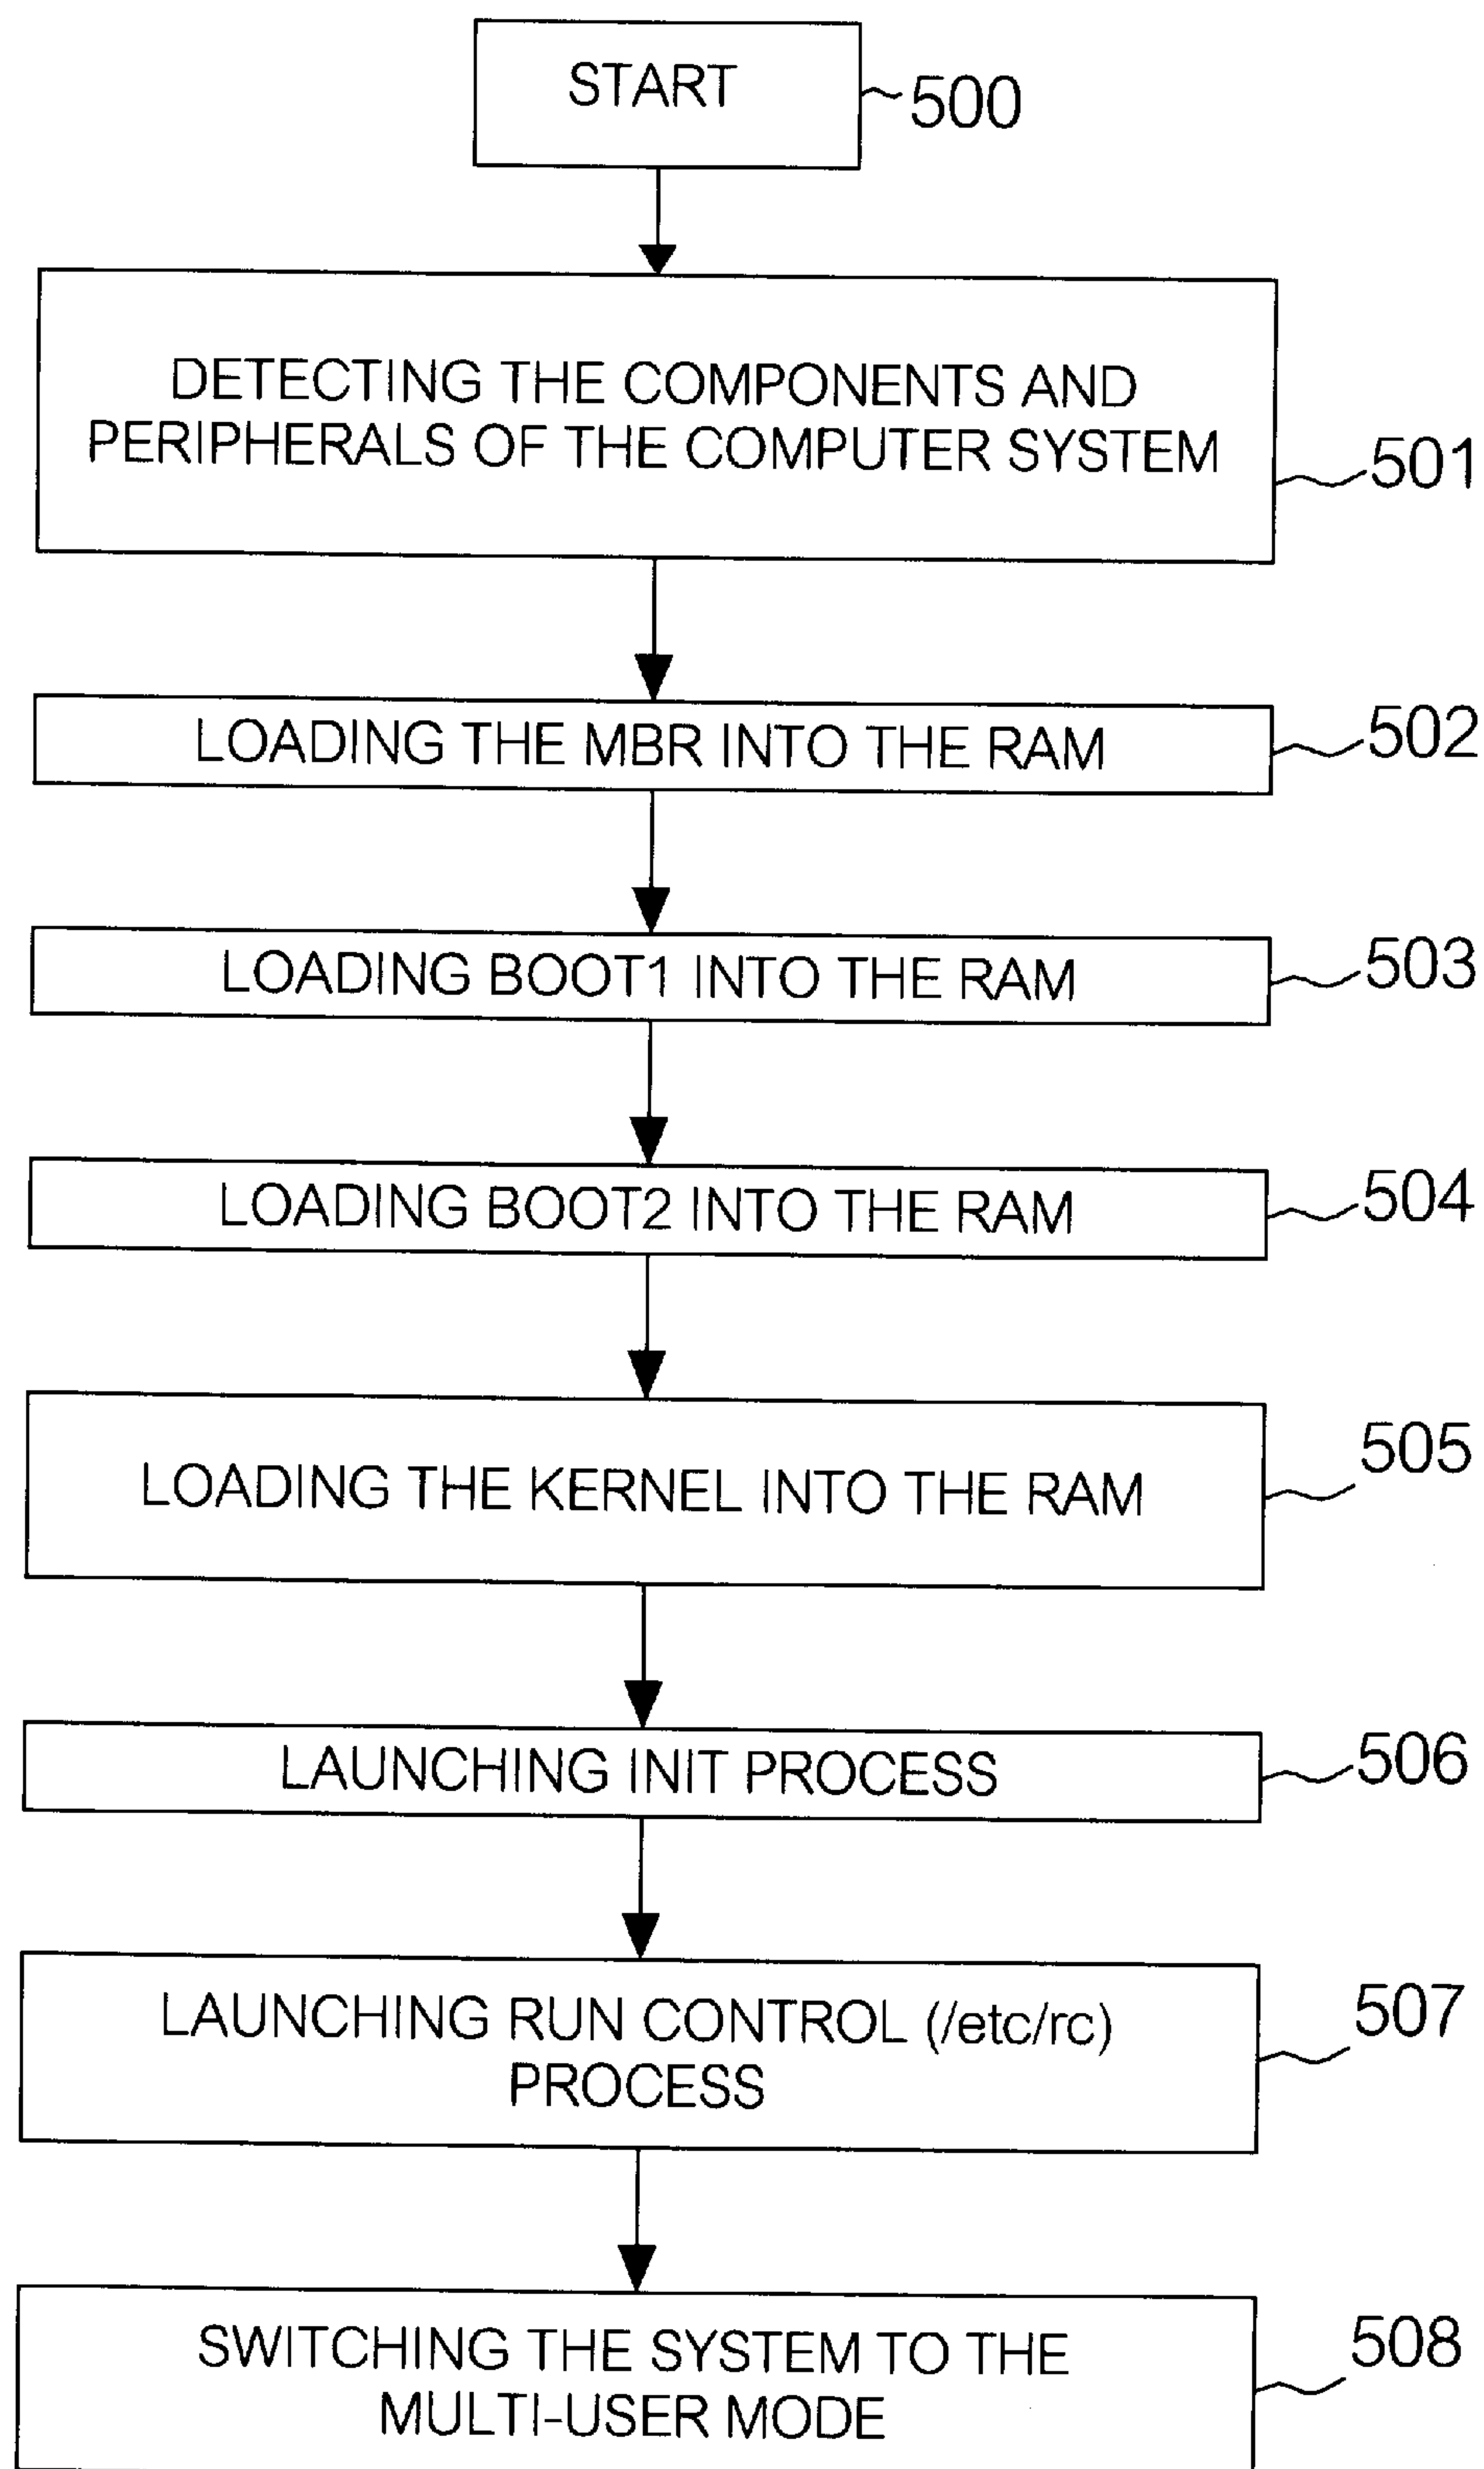 START
500
DETECTING THE COMPONENTS AND
PERIPHERALS OF THE COMPUTER SYSTEM
501
LOADING THE MBR INTO THE RAM
502
LOADING BOOT1 INTO THE RAM
503
LOADING BOOT2 INTO THE RAM
504
LOADING THE KERNEL INTO THE RAM
505
LAUNCHING INIT PROCESS
506
LAUNCHING RUN CONTROL (/etc/rc)
PROCESS
507
SWITCHING THE SYSTEM TO THE
MULTI-USER MODE
508